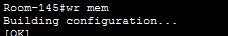 Room-145#wr mem
Building configuration...
[OK]